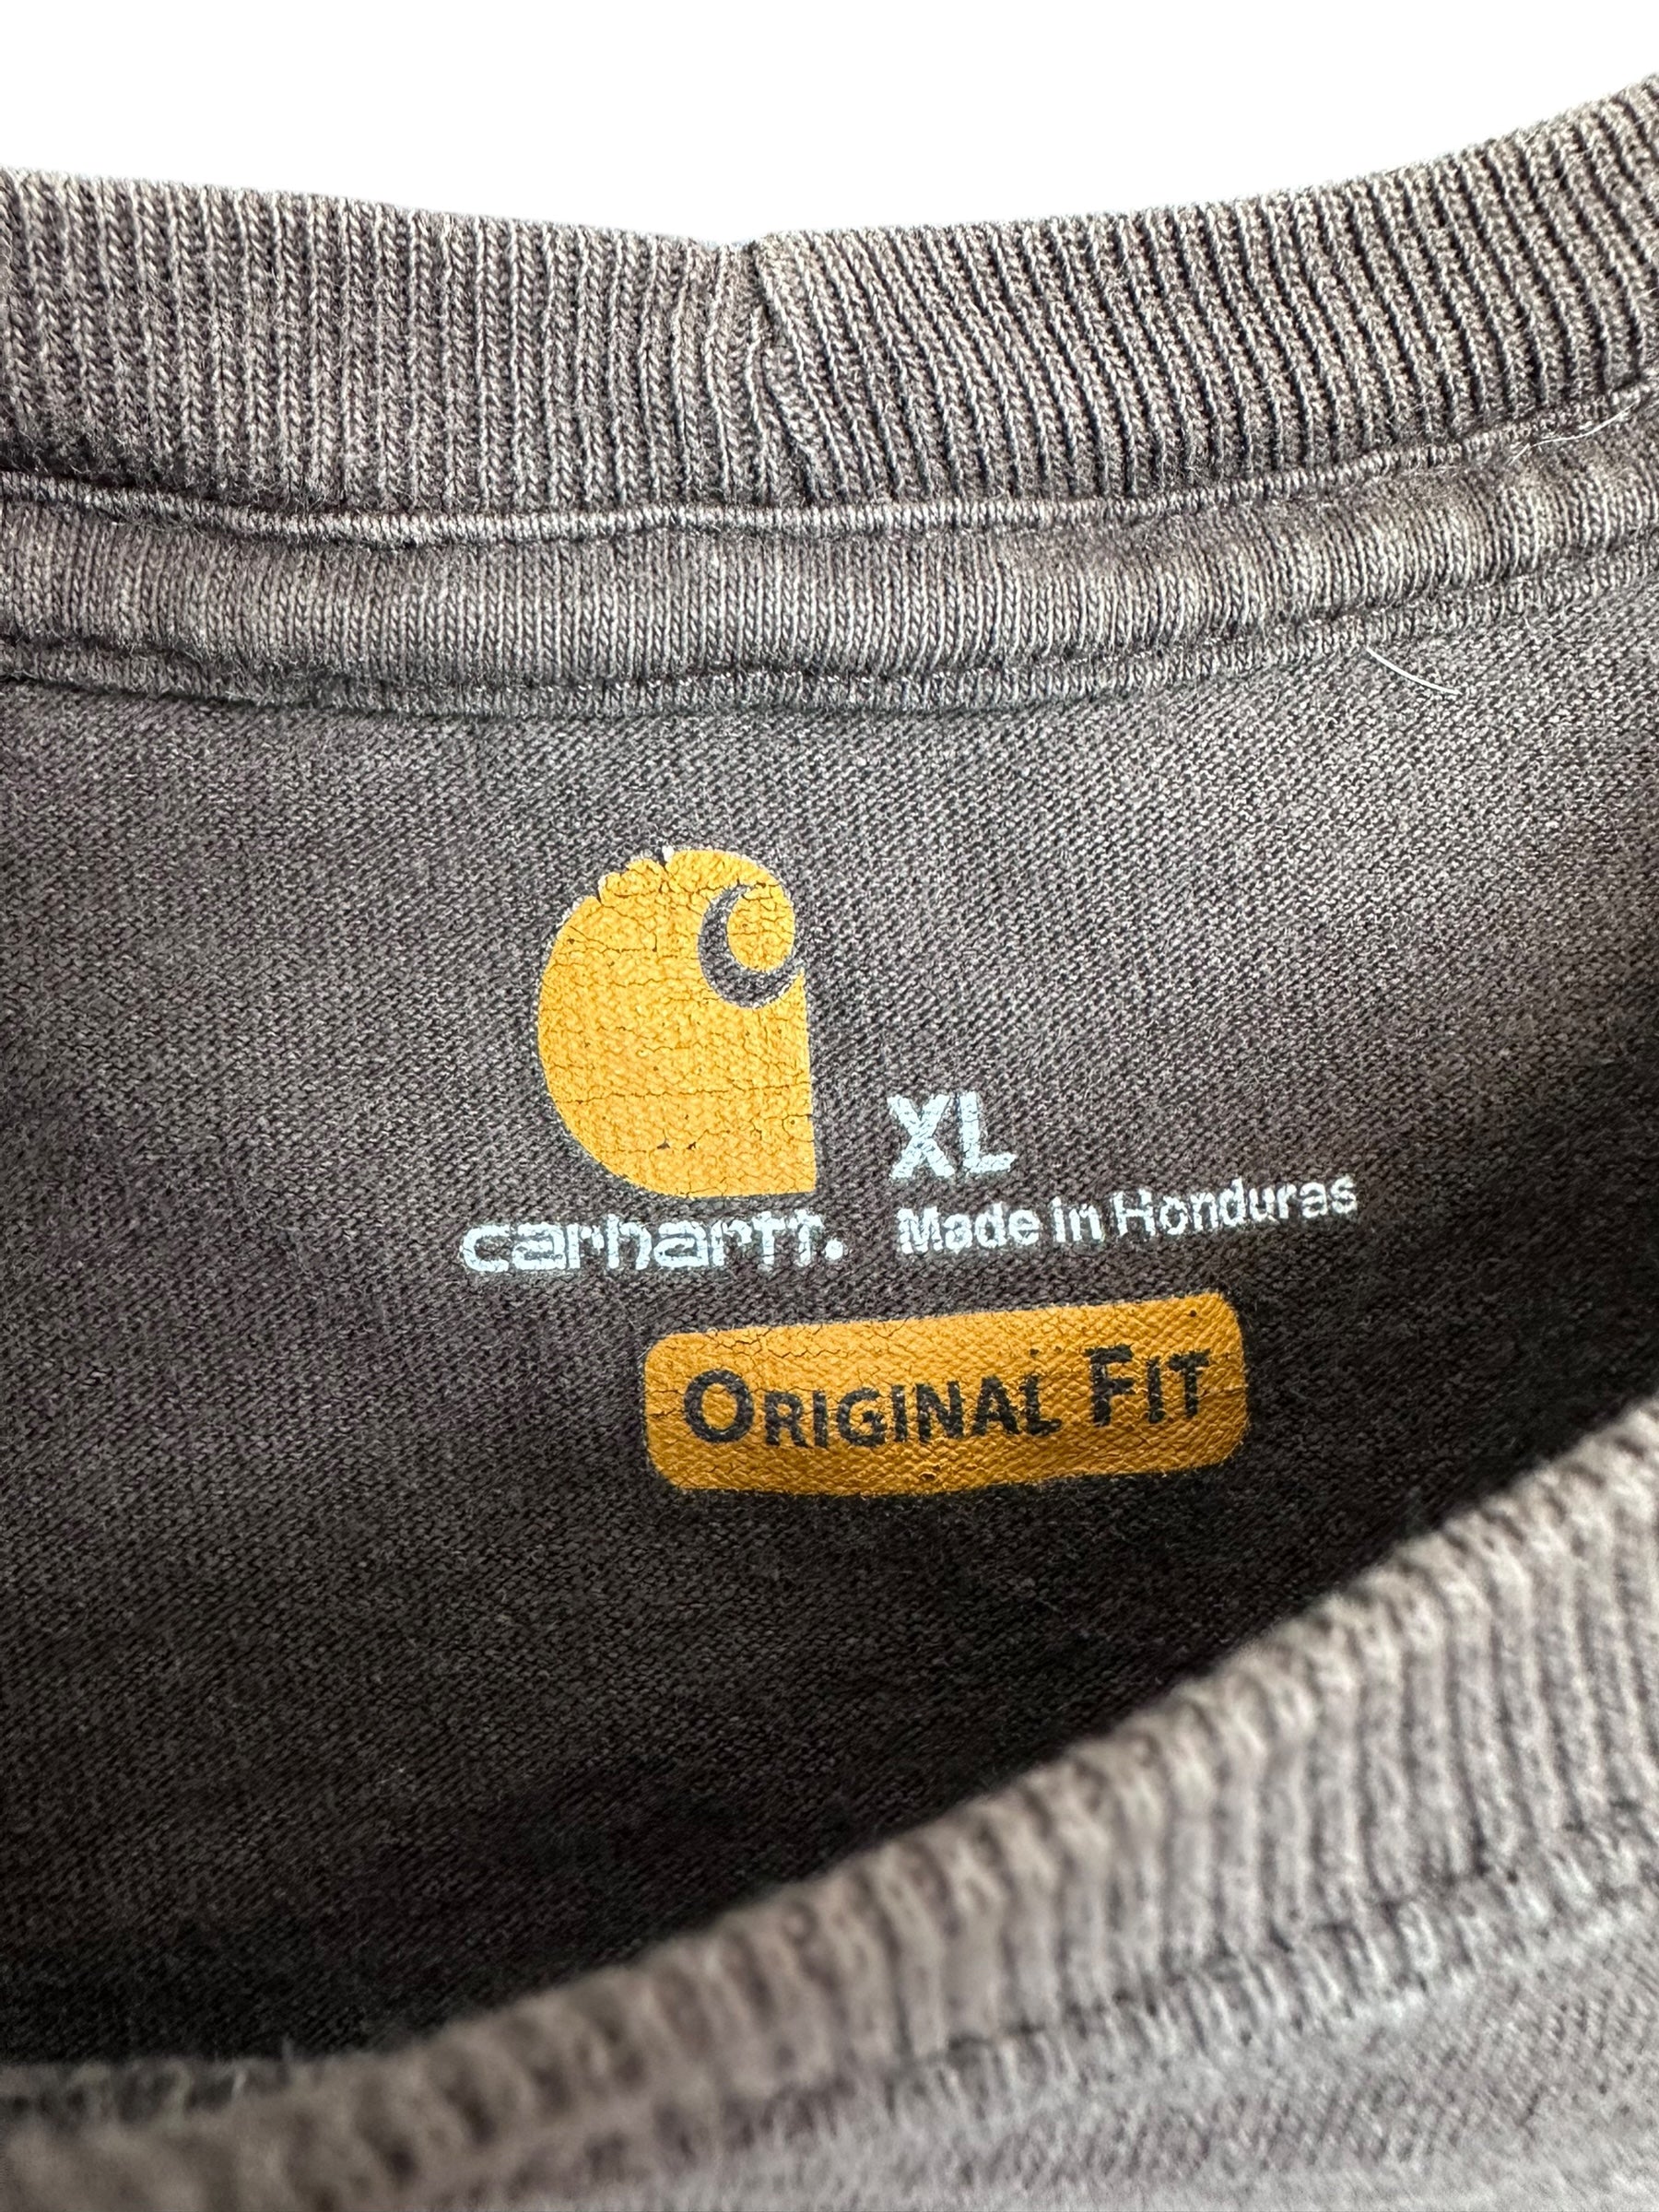 XL
carhartt. Made in Honduras
ORIGINAL FIT